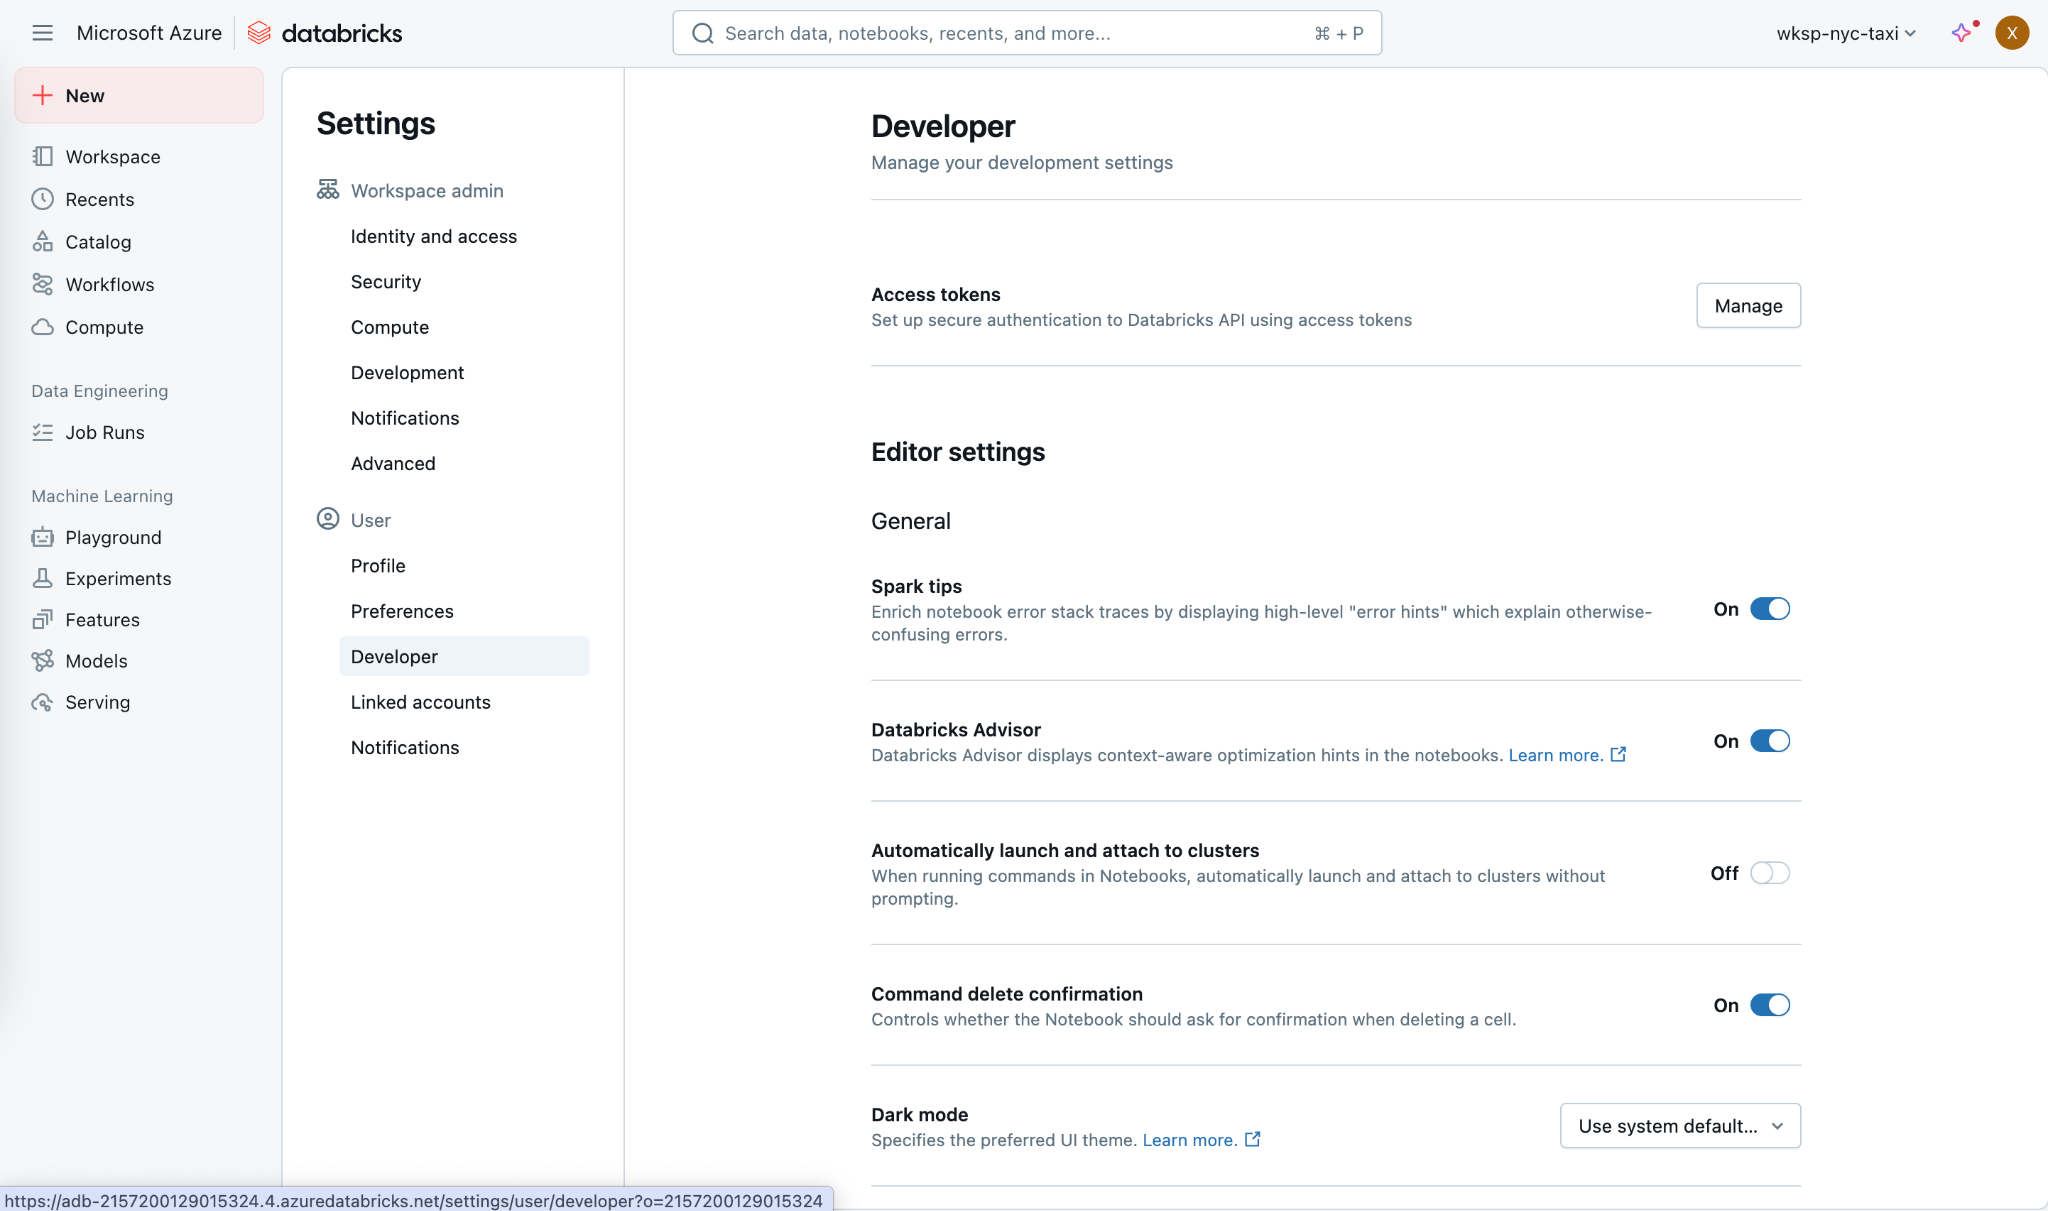 Microsoft Azure
databricks
Search data, notebooks, recents, and more...
⌘ + P
wksp-nyc-taxi
X
New
Workspace
Recents
Catalog
Workflows
Compute
Data Engineering
Job Runs
Machine Learning
Playground
Experiments
Features
Models
Serving
Settings
Workspace admin
Identity and access
Security
Compute
Development
Notifications
Advanced
User
Profile
Preferences
Developer
Linked accounts
Notifications
Developer
Manage your development settings
Access tokens
Set up secure authentication to Databricks API using access tokens
Manage
Editor settings
General
Spark tips
Enrich notebook error stack traces by displaying high-level "error hints" which explain otherwise-
confusing errors.
On
Databricks Advisor
Databricks Advisor displays context-aware optimization hints in the notebooks. Learn more.
On
Automatically launch and attach to clusters
When running commands in Notebooks, automatically launch and attach to clusters without
prompting.
Off
Command delete confirmation
Controls whether the Notebook should ask for confirmation when deleting a cell.
On
Dark mode
Specifies the preferred UI theme. Learn more.
Use system default...
https://adb-2157200129015324.4.azuredatabricks.net/settings/user/developer?o=2157200129015324